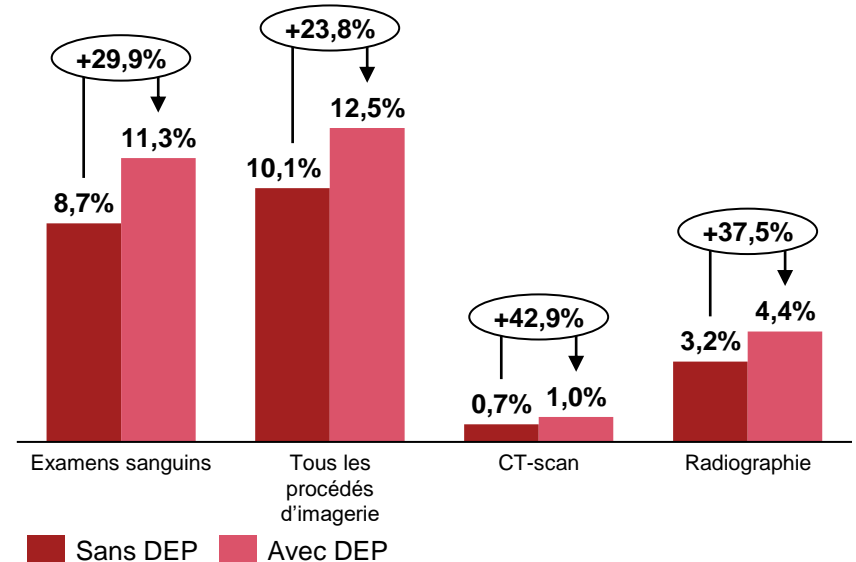 +29,9%
+23,8%
8,7%
11,3%
10,1%
12,5%
+42,9%
0,7%
1,0%
+37,5%
3,2%
4,4%
Examens sanguins
Tous les
procédés
d’imagerie
CT-scan
Radiographie
Sans DEP
Avec DEP